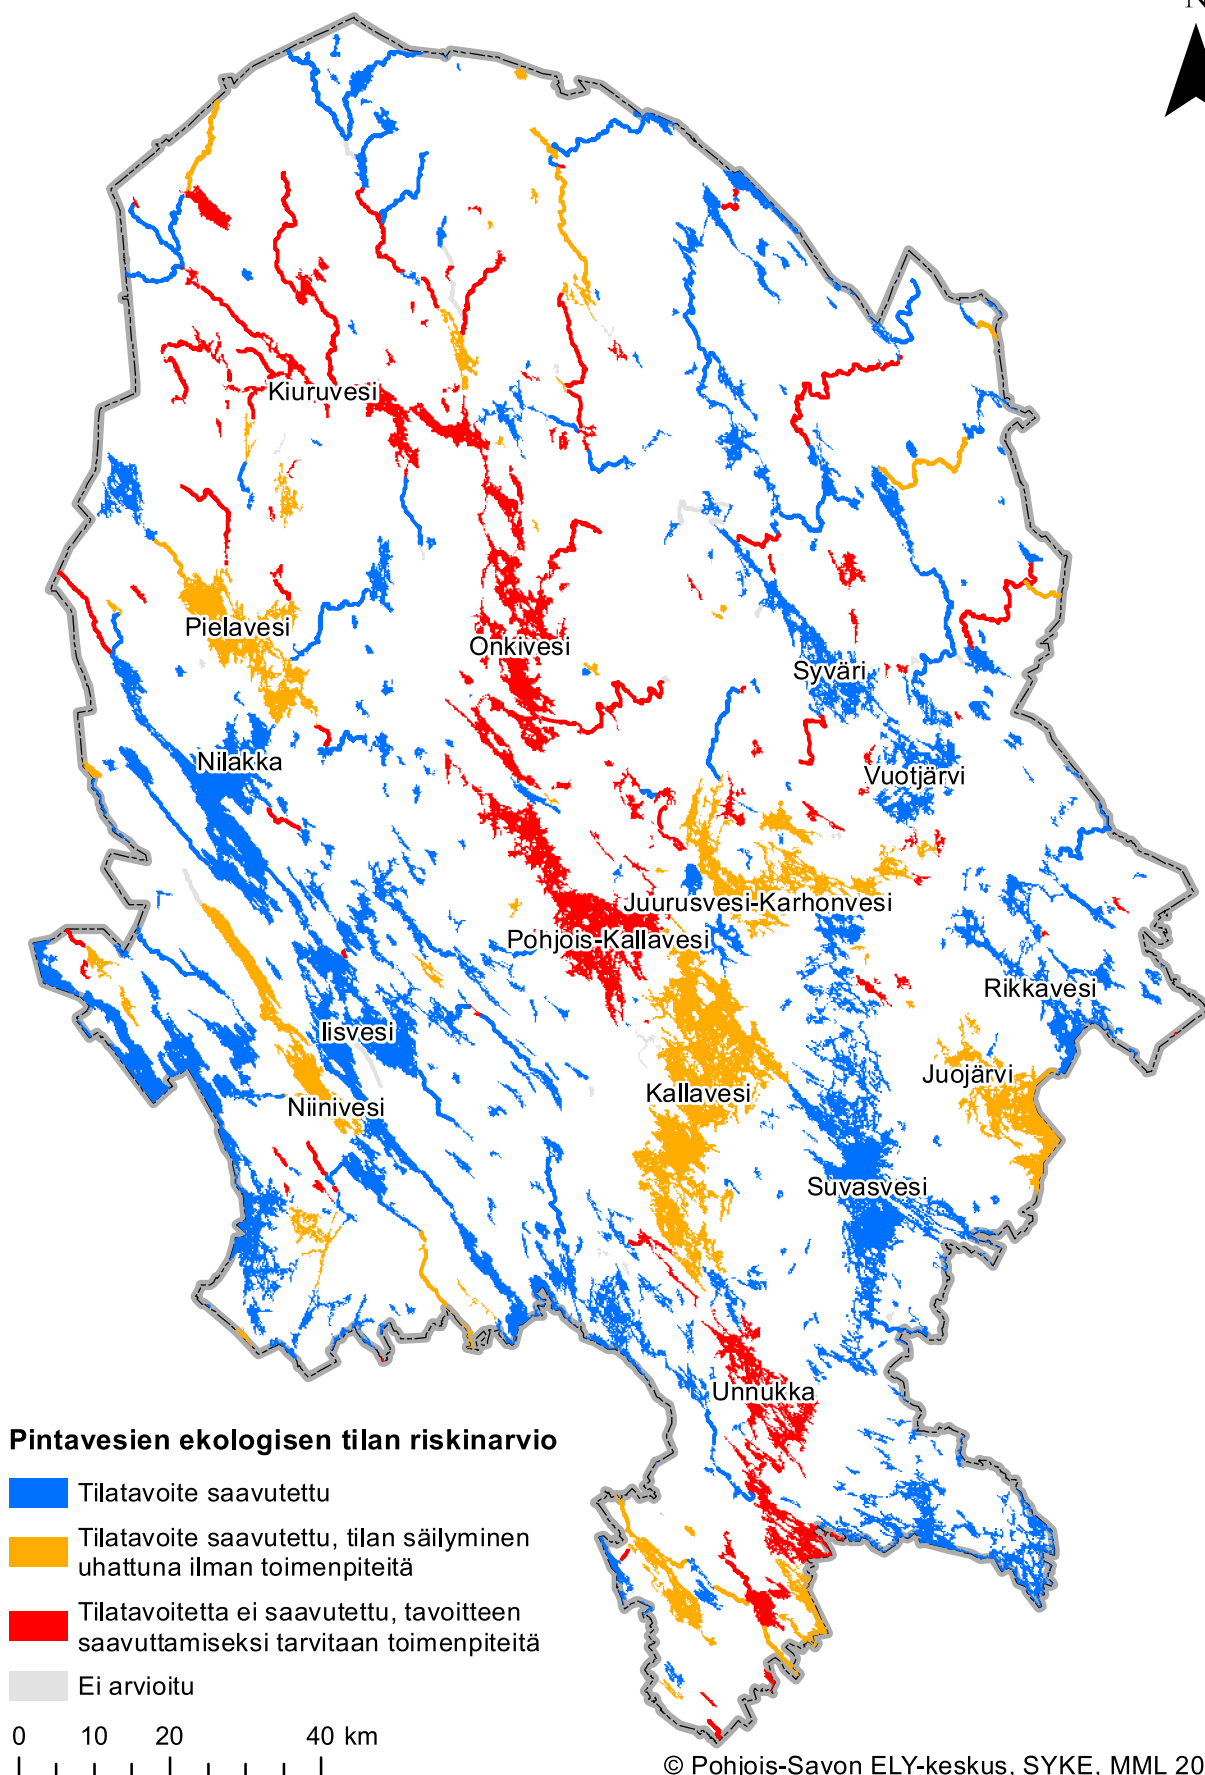 N
Kiuruvesi
Pielavesi
Onkivesi
Syväri
Nilakka
Vuotjärvi
Juurusvesi-Karhonvesi
Pohjois-Kallavesi
Rikkavesi
Iisvesi
Juojärvi
Kallavesi
Niinivesi
Suvasvesi
Unnukka
Pintavesien ekologisen tilan riskinarvio
Tilatavoite saavutettu
Tilatavoite saavutettu, tilan säilyminen
uhattuna ilman toimenpiteitä
Tilatavoitetta ei saavutettu, tavoitteen
saavuttamiseksi tarvitaan toimenpiteitä
Ei arvioitu
0 10 20 40 km
© Pohjois-Savon ELY-keskus, SYKE, MML 20